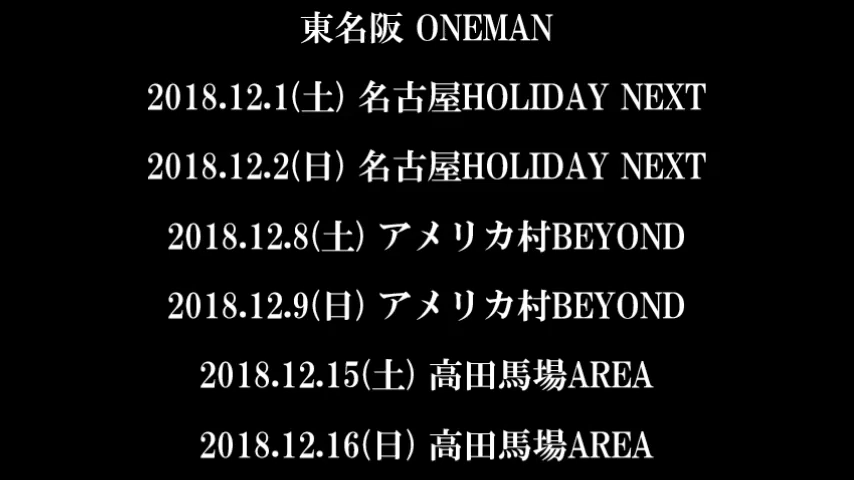 東名阪 ONEMAN
2018.12.1(土) 名古屋HOLIDAY NEXT
2018.12.2(日) 名古屋HOLIDAY NEXT
2018.12.8(土) アメリカ村BEYOND
2018.12.9(日) アメリカ村BEYOND
2018.12.15(土) 高田馬場AREA
2018.12.16(日) 高田馬場AREA